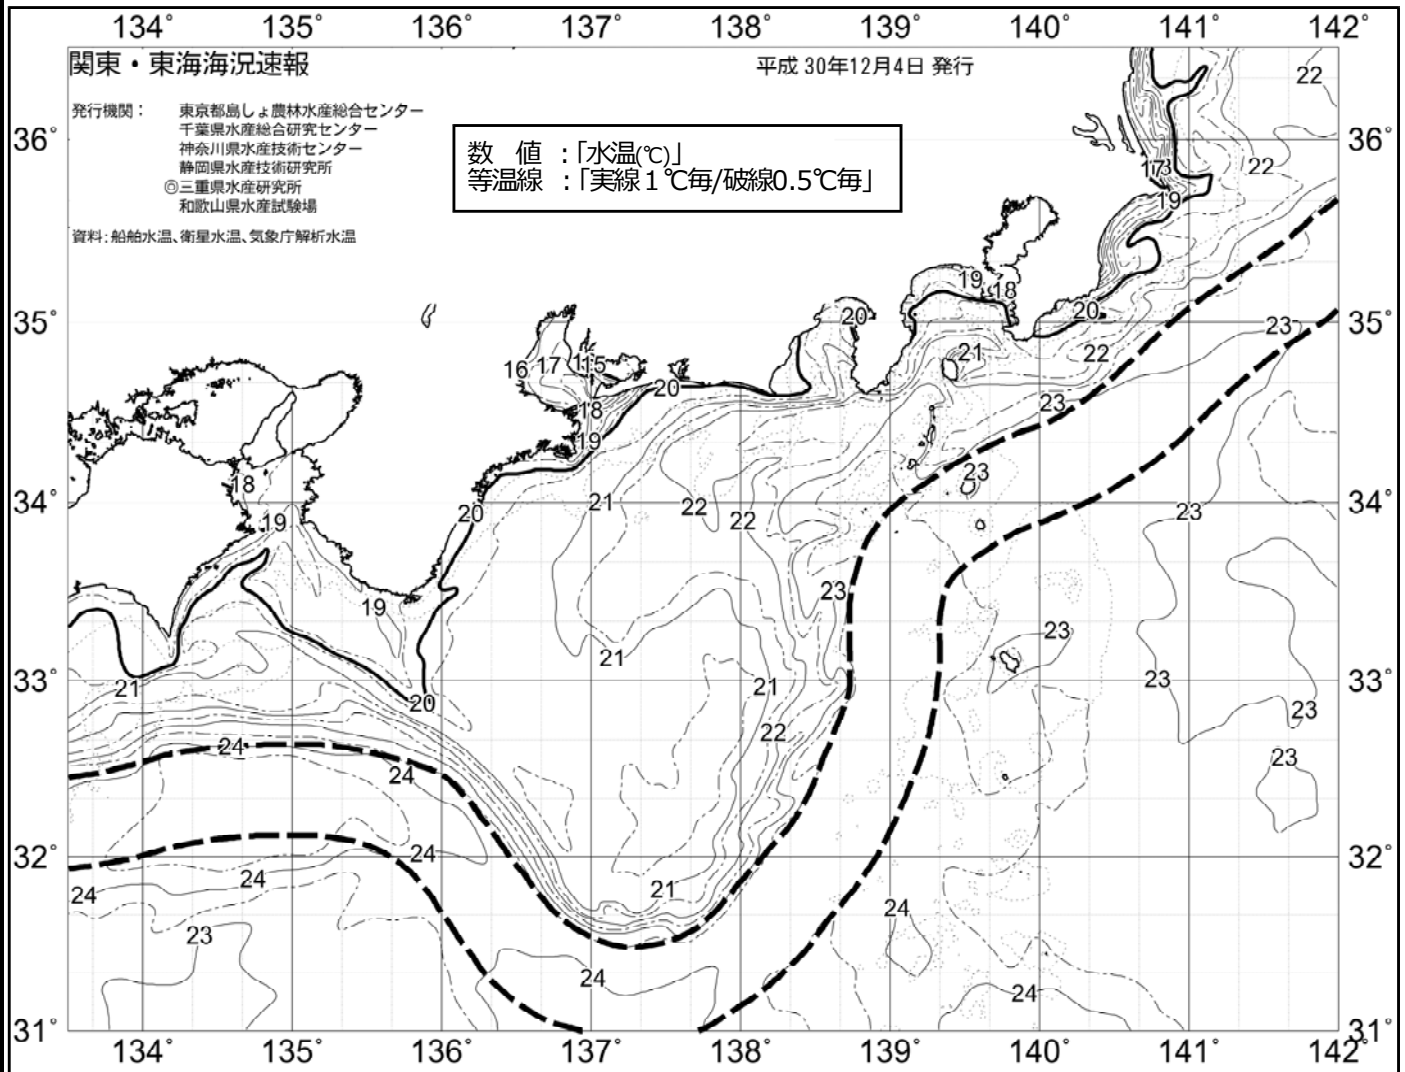 134° 135° 136° 137° 138° 139° 140° 141° 142°
関東・東海海況速報
平成 30年12月4日 発行
発行機関： 東京都島しょ農林水産総合センター
千葉県水産総合研究センター
神奈川県水産技術センター
静岡県水産技術研究所
◎三重県水産研究所
和歌山県水産試験場
資料：船舶水温、衛星水温、気象庁解析水温
数　値 ：「水温(℃)」
等温線 ：「実線１℃毎/破線0.5℃毎」
22
36° 36°
17 22
19
19 18
20 20 23
35° 35°
21 22
16 17 15
20
18 23
19
23
18
34° 21 22 34°
20 22 23
19
23
19
23
21
33° 21 21 23 33°
20 23
22
24 23
24
32° 24 32°
24 21
24 24
23
24
24
31° 31°
134° 135° 136° 137° 138° 139° 140° 141° 142°